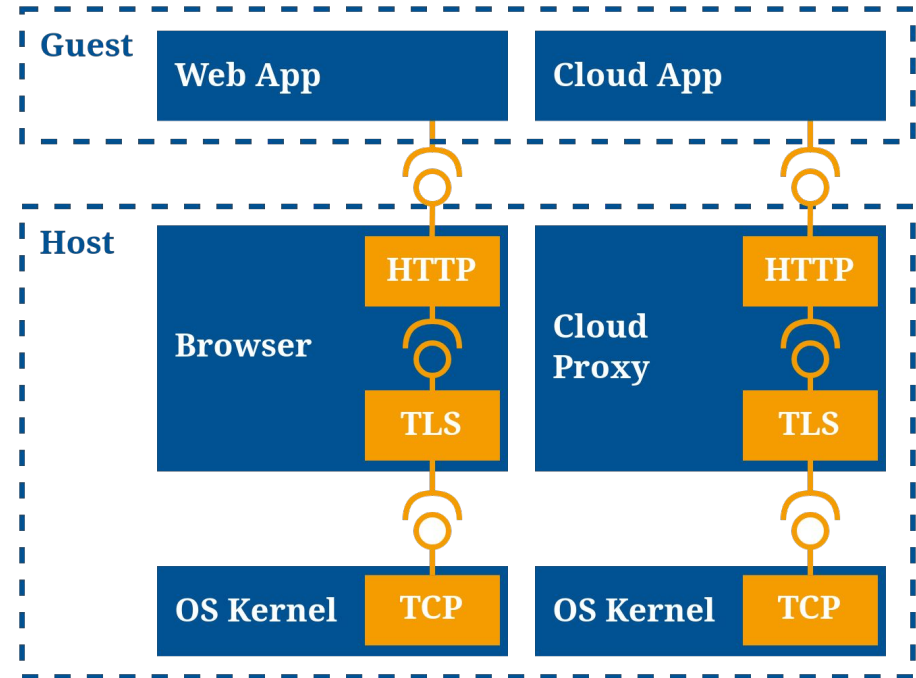 Guest
Web App
Cloud App
Host
Browser
HTTP
TLS
Cloud
Proxy
HTTP
TLS
OS Kernel
TCP
OS Kernel
TCP